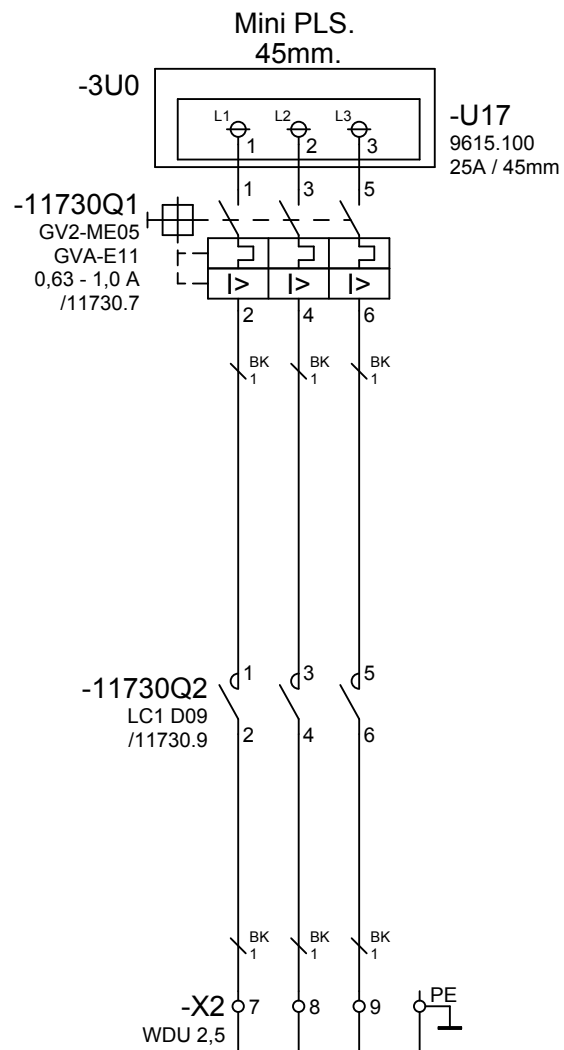 Mini PLS.
45mm.
-3U0
L1 L2 L3
1 2 3
-U17
9615.100
25A / 45mm
1 3 5
-11730Q1
GV2-ME05
GVA-E11
0,63 - 1,0 A
/11730.7
I> I> I>
2 4 6
BK BK BK
1 1 1
1 3 5
-11730Q2
LC1 D09
/11730.9
2 4 6
BK BK BK
1 1 1
-X2 7 8 9 PE
WDU 2,5